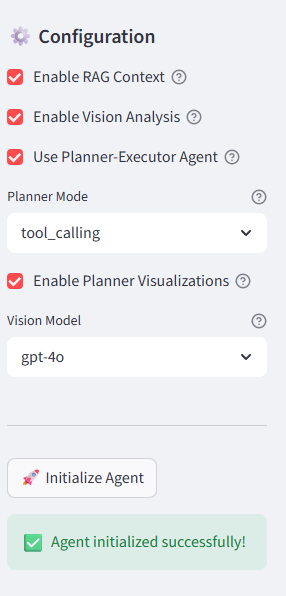 Configuration
Enable RAG Context
Enable Vision Analysis
Use Planner-Executor Agent
Planner Mode
tool_calling
Enable Planner Visualizations
Vision Model
gpt-4o
Initialize Agent
Agent initialized successfully!